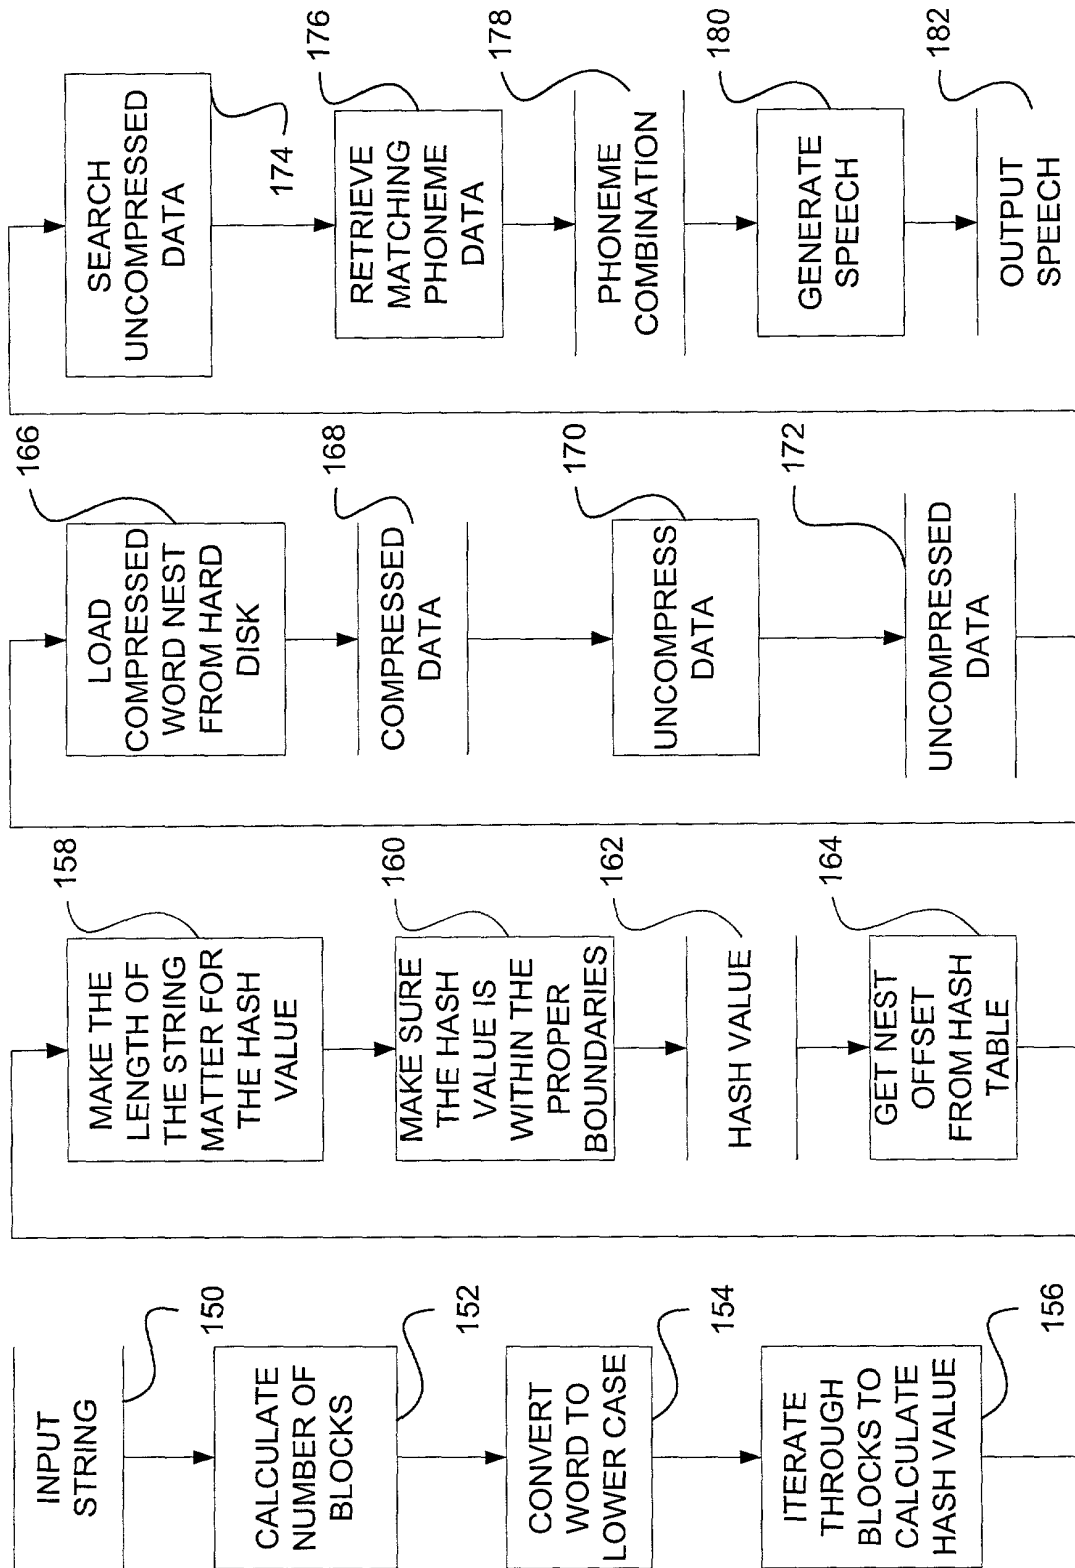 INPUT
STRING
150
CALCULATE
NUMBER OF
BLOCKS
152
CONVERT
WORD TO
LOWER CASE
154
ITERATE
THROUGH
BLOCKS TO
CALCULATE
HASH VALUE
156
MAKE THE
LENGTH OF
THE STRING
MATTER FOR
THE HASH
VALUE
158
MAKE SURE
THE HASH
VALUE IS
WITHIN THE
PROPER
BOUNDARIES
160
HASH VALUE
162
GET NEST
OFFSET
FROM HASH
TABLE
164
LOAD
COMPRESSED
WORD NEST
FROM HARD
DISK
166
COMPRESSED
DATA
168
UNCOMPRESS
DATA
170
UNCOMPRESSED
DATA
172
SEARCH
UNCOMPRESSED
DATA
174
RETRIEVE
MATCHING
PHONEME
DATA
176
PHONEME
COMBINATION
178
GENERATE
SPEECH
180
OUTPUT
SPEECH
182